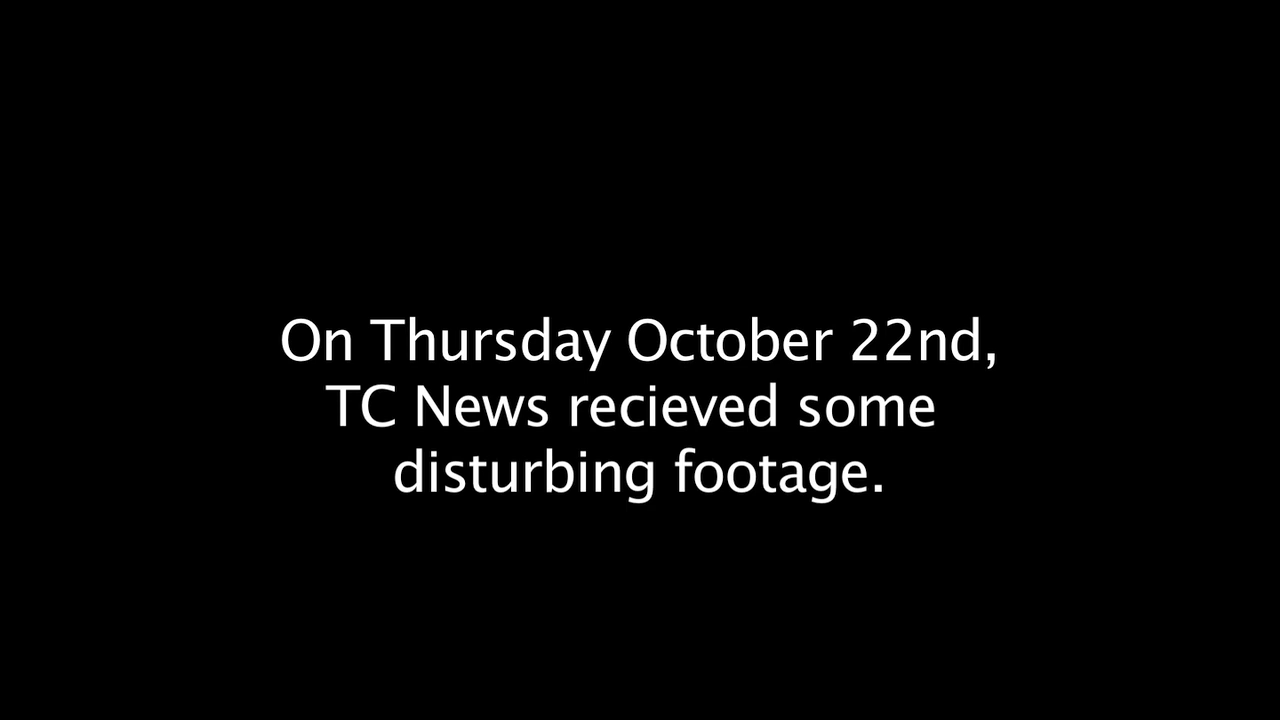 On Thursday October 22nd,
TC News recieved some
disturbing footage.